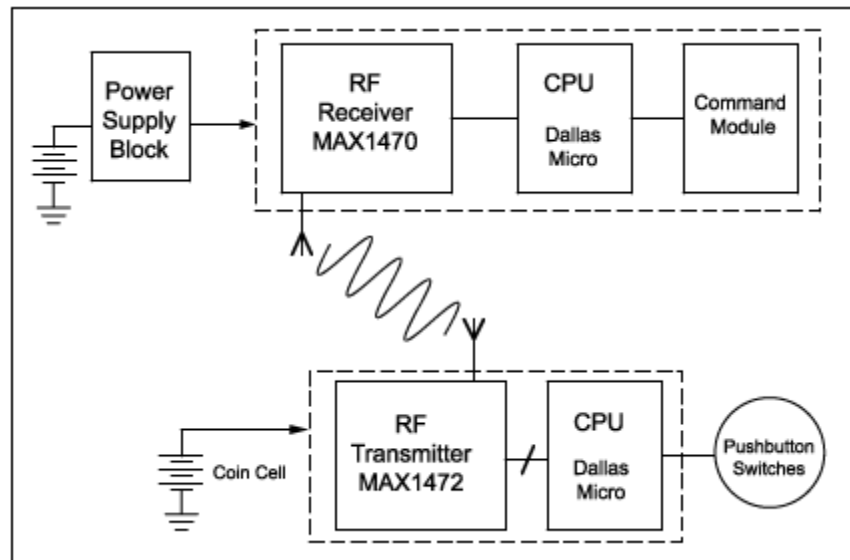 Power
Supply
Block
RF
Receiver
MAX1470
CPU
Dallas
Micro
Command
Module
Coin Cell
RF
Transmitter
MAX1472
CPU
Dallas
Micro
Pushbutton
Switches